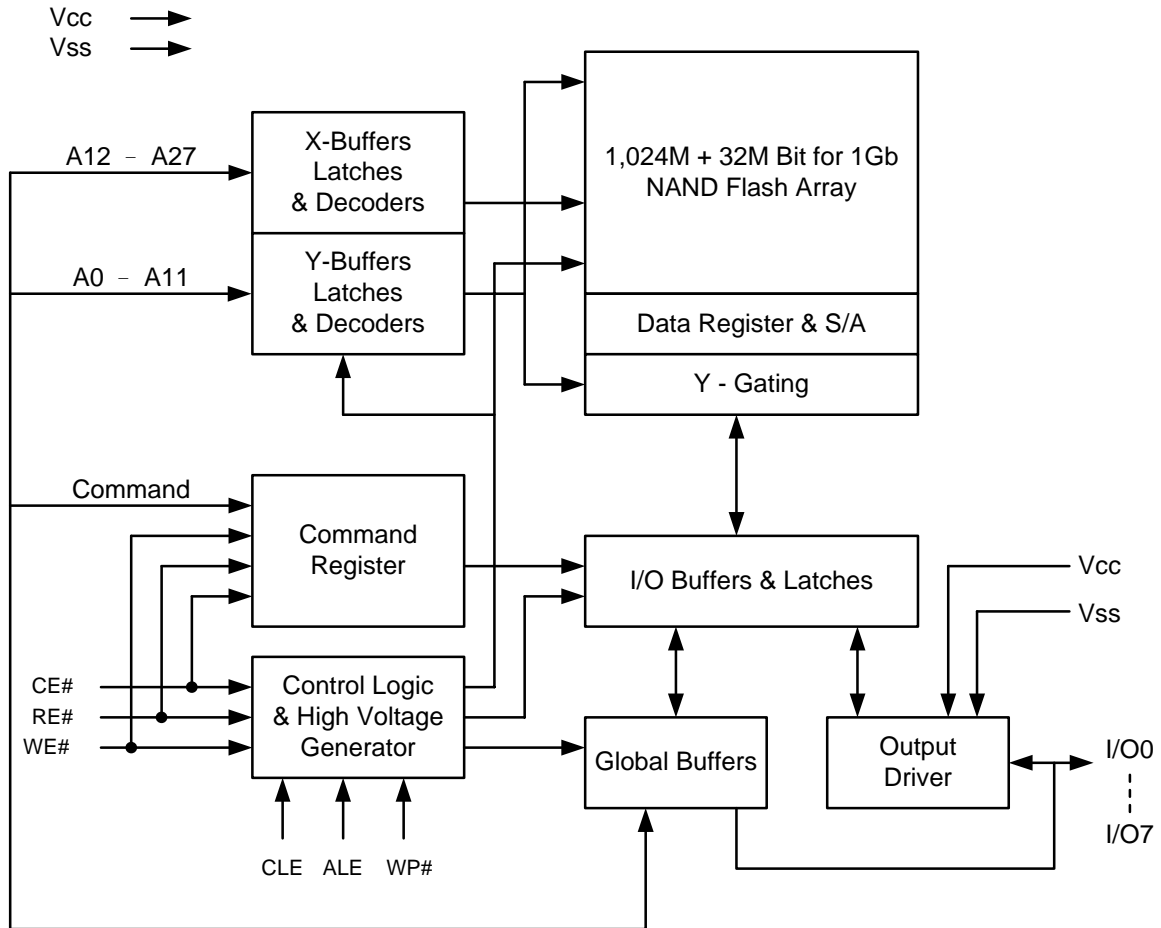 Vcc
Vss
A12 – A27
X-Buffers
Latches
& Decoders
1,024M + 32M Bit for 1Gb
NAND Flash Array
A0 – A11
Y-Buffers
Latches
& Decoders
Data Register & S/A
Y - Gating
Command
Command
Register
I/O Buffers & Latches
Vcc
Vss
CE#
RE#
WE#
Control Logic
& High Voltage
Generator
Global Buffers
Output
Driver
I/O0
I/O7
CLE
ALE
WP#